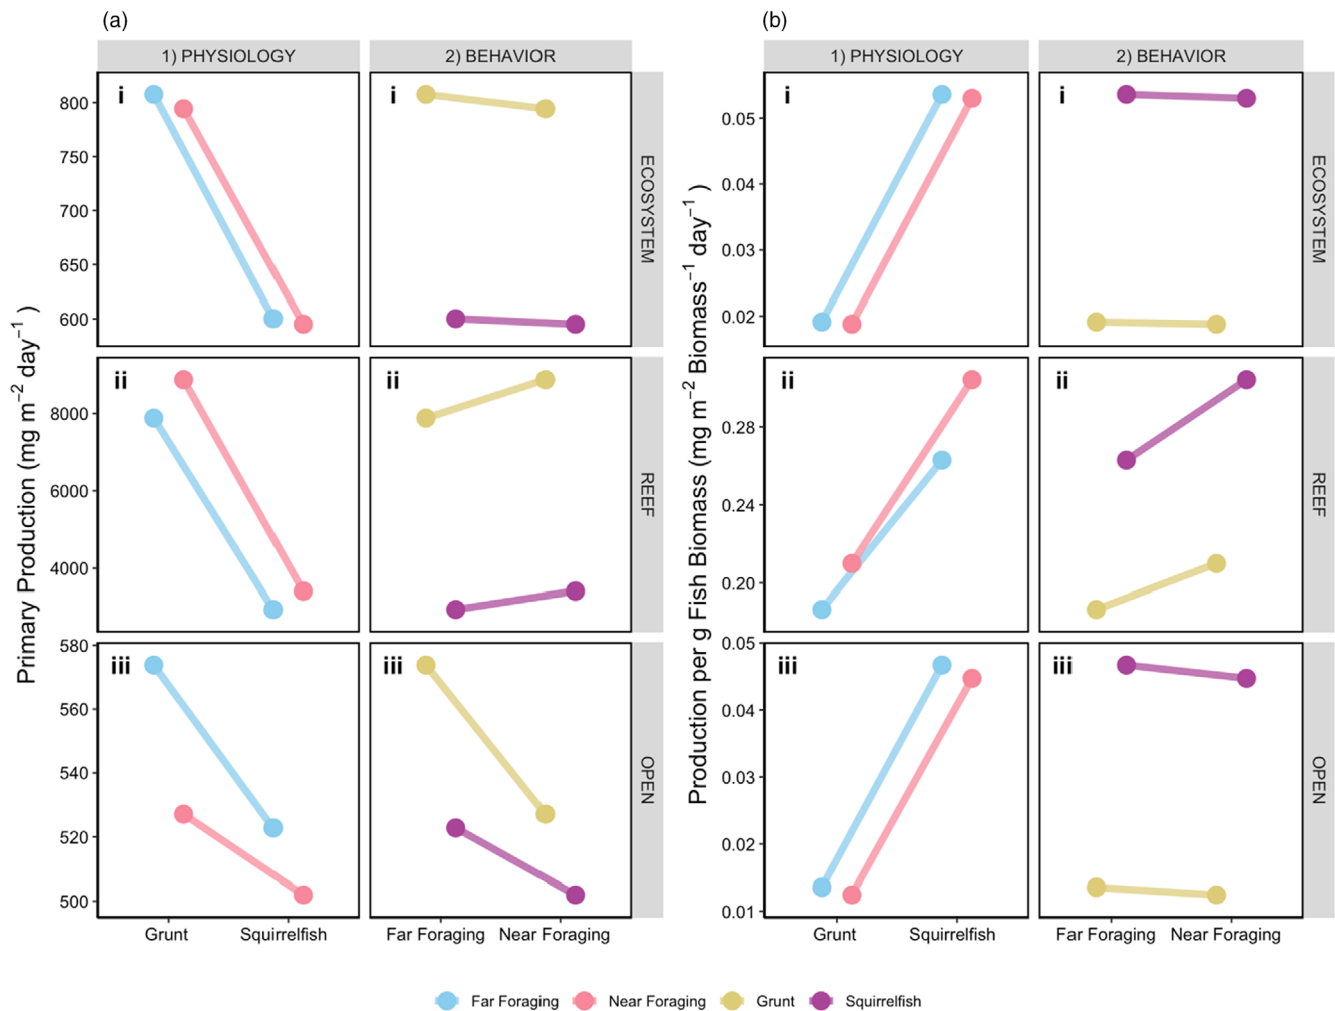 (a)
(b)
1) PHYSIOLOGY
2) BEHAVIOR
1) PHYSIOLOGY
2) BEHAVIOR
Primary Production (mg m⁻² day⁻¹ )
i
i
800
750
700
650
600
ECOSYSTEM
ii
ii
8000
6000
4000
REEF
iii
iii
580
560
540
520
500
OPEN
Grunt
Squirrelfish
Far Foraging
Near Foraging
Production per g Fish Biomass (mg m⁻² Biomass⁻¹ day⁻¹ )
i
i
0.05
0.04
0.03
0.02
ECOSYSTEM
ii
ii
0.28
0.24
0.20
REEF
iii
iii
0.05
0.04
0.03
0.02
0.01
OPEN
Grunt
Squirrelfish
Far Foraging
Near Foraging
Far Foraging
Near Foraging
Grunt
Squirrelfish